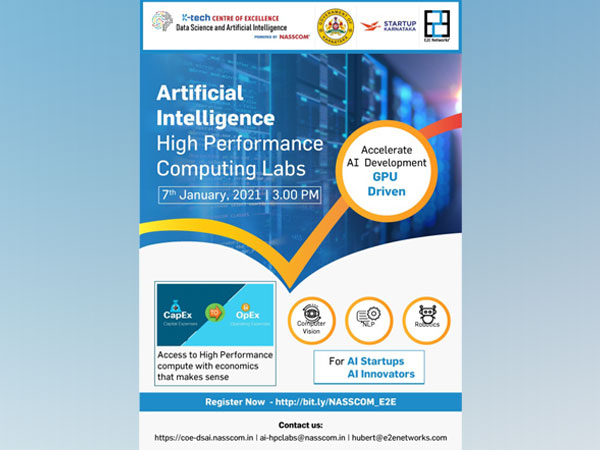 K-tech CENTRE OF EXCELLENCE
Data Science and Artificial Intelligence
POWERED BY NASSCOM
GOVERNMENT OF KARNATAKA
STARTUP
KARNATAKA
E2E Networks
Artificial
Intelligence
High Performance
Computing Labs
7th January, 2021 | 3.00 PM
Accelerate
AI Development
GPU
Driven
CapEx
Capital Expenses
TO
OpEx
Operating Expenses
Access to High Performance
compute with economics
that makes sense
Computer
Vision
NLP
Robotics
For AI Startups
AI Innovators
Register Now - http://bit.ly/NASSCOM_E2E
Contact us:
https://coe-dsai.nasscom.in | ai-hpclabs@nasscom.in | hubert@e2enetworks.com